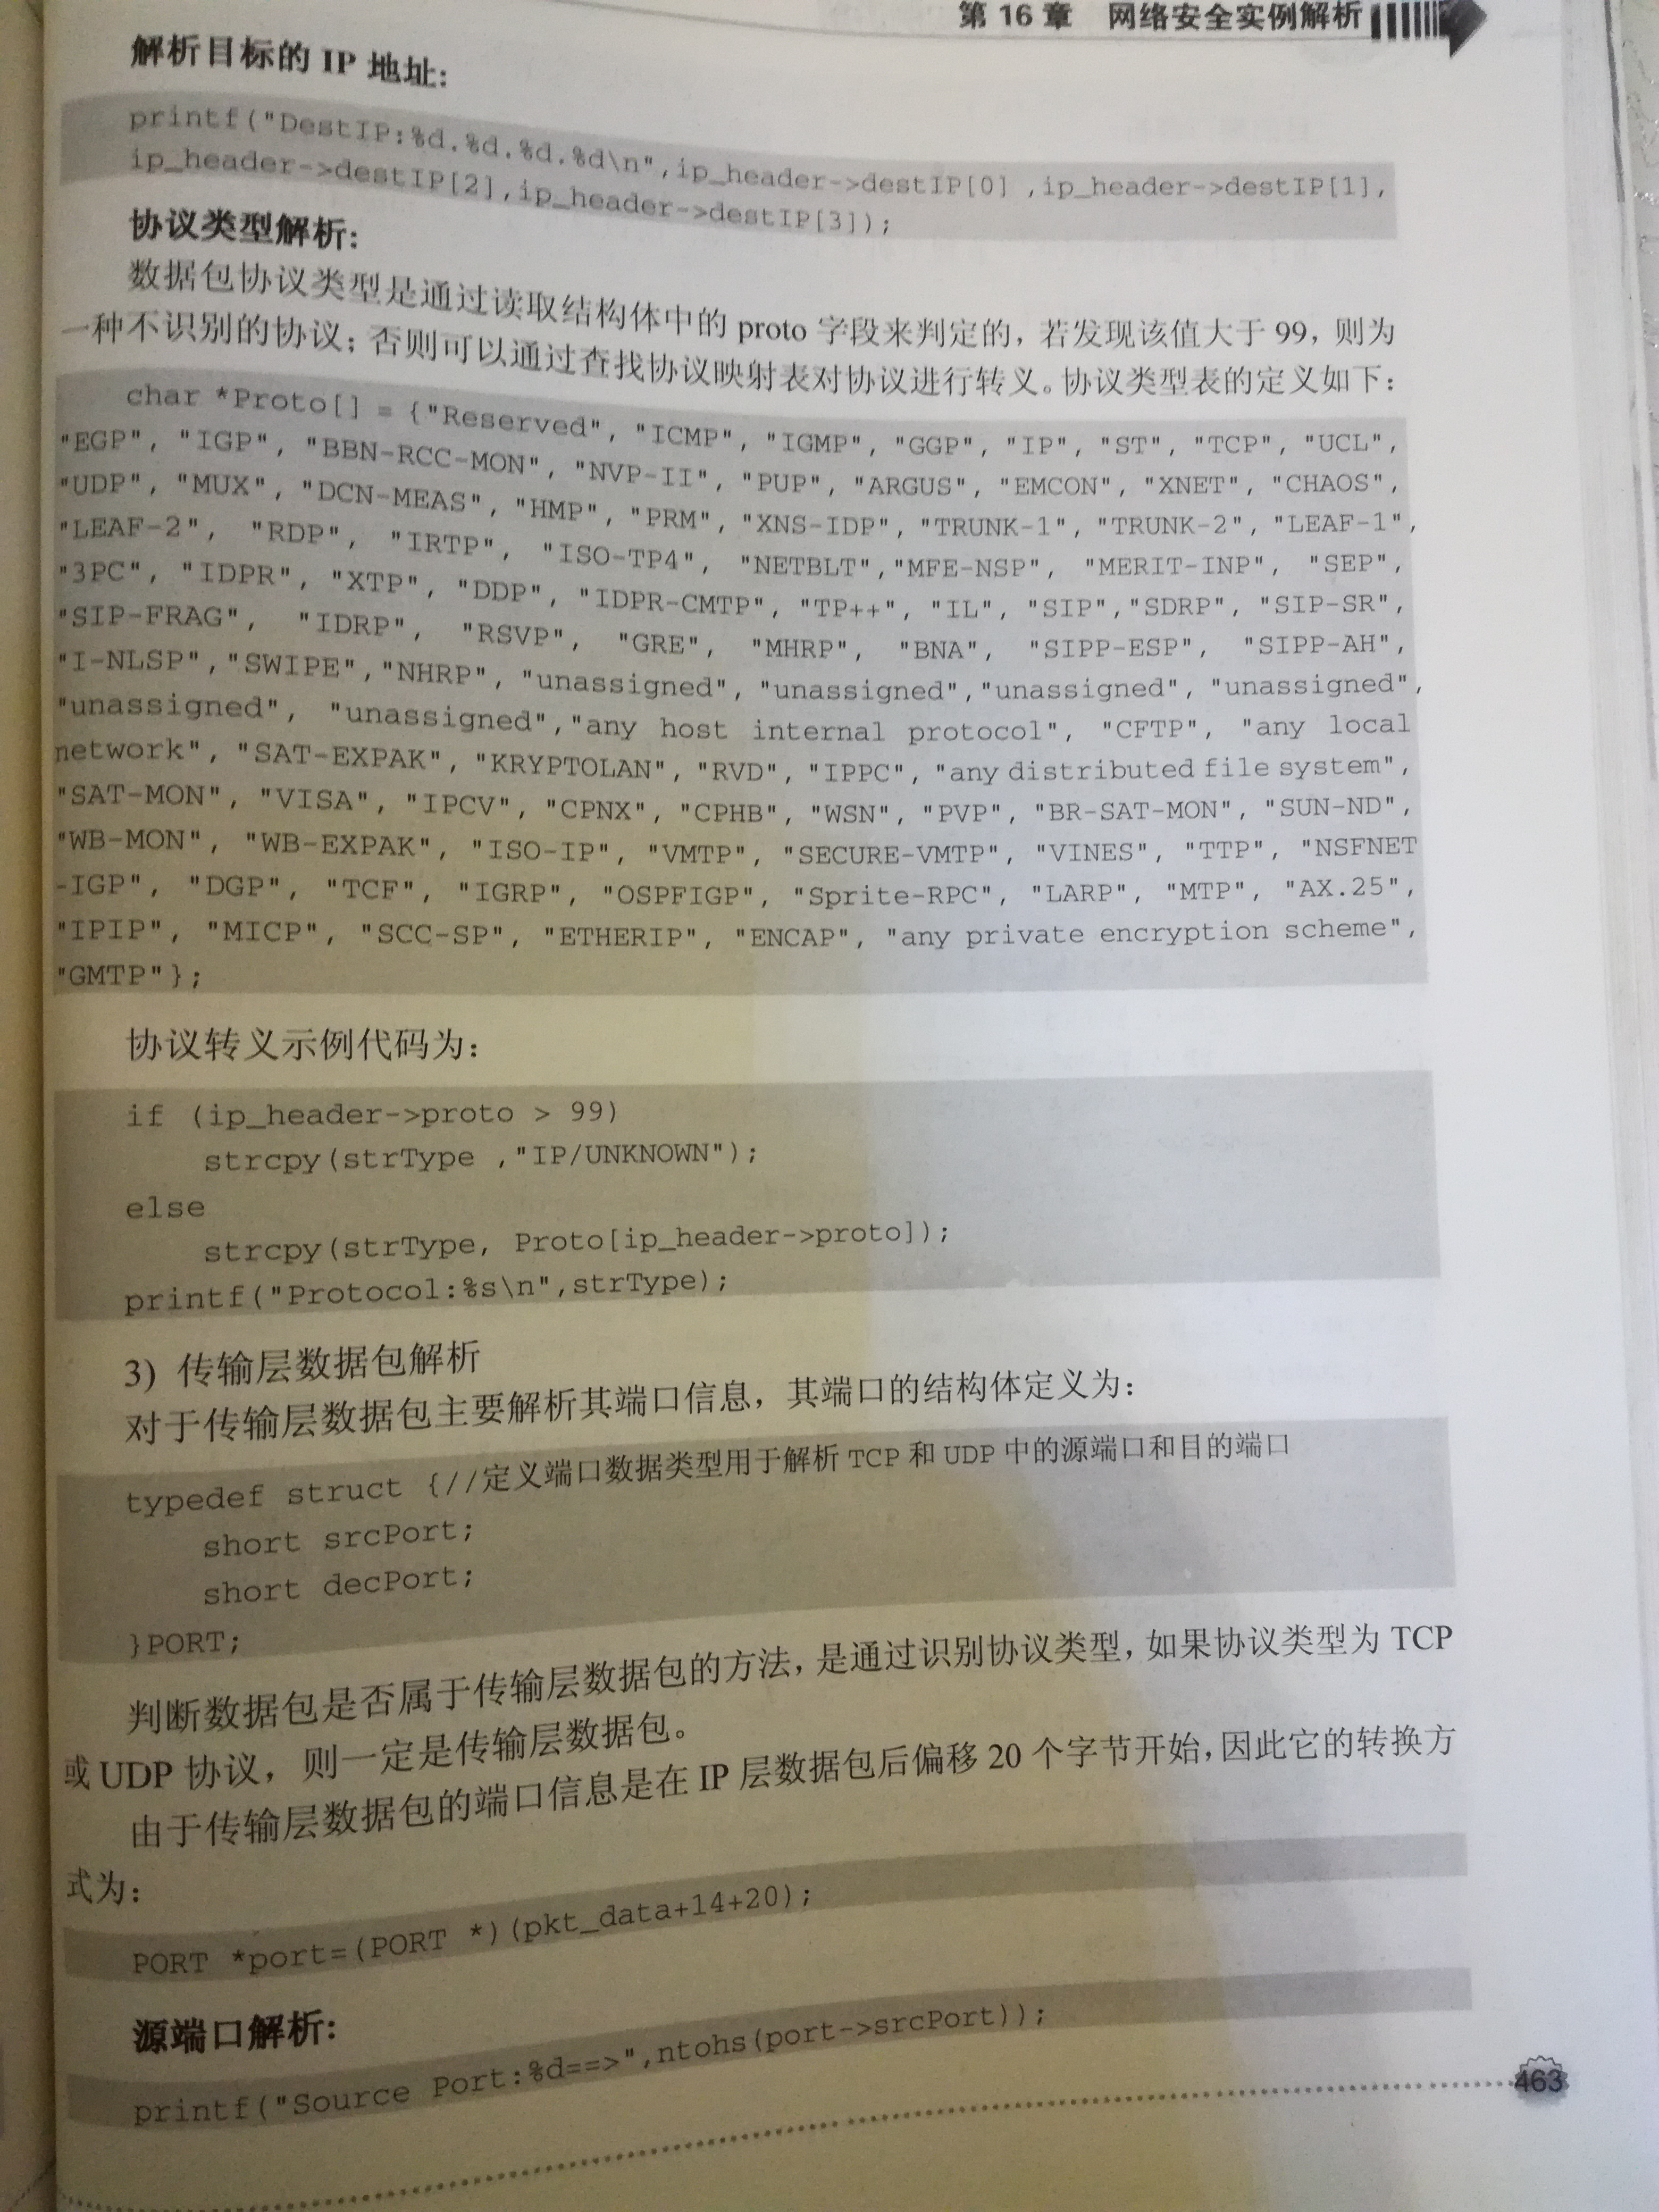 第 16 章 网络安全实例解析
解析目标的 IP 地址:
printf("DestIP:%d.%d.%d.%d\n",ip_header->destIP[0] ,ip_header->destIP[1],
ip_header->destIP[2],ip_header->destIP[3]);
协议类型解析:
数据包协议类型是通过读取结构体中的 proto 字段来判定的，若发现该值大于 99，则为
一种不识别的协议；否则可以通过查找协议映射表对协议进行转义。协议类型表的定义如下：
char *Proto[] = {"Reserved", "ICMP", "IGMP", "GGP", "IP", "ST", "TCP", "UCL",
"EGP", "IGP", "BBN-RCC-MON", "NVP-II", "PUP", "ARGUS", "EMCON", "XNET", "CHAOS",
"UDP", "MUX", "DCN-MEAS", "HMP", "PRM", "XNS-IDP", "TRUNK-1", "TRUNK-2", "LEAF-1",
"LEAF-2", "RDP", "IRTP", "ISO-TP4", "NETBLT","MFE-NSP", "MERIT-INP", "SEP",
"3PC", "IDPR", "XTP", "DDP", "IDPR-CMTP", "TP++", "IL", "SIP","SDRP", "SIP-SR",
"SIP-FRAG", "IDRP", "RSVP", "GRE", "MHRP", "BNA", "SIPP-ESP", "SIPP-AH",
"I-NLSP","SWIPE","NHRP", "unassigned", "unassigned","unassigned", "unassigned",
"unassigned", "unassigned","any host internal protocol", "CFTP", "any local
network", "SAT-EXPAK", "KRYPTOLAN", "RVD", "IPPC", "any distributed file system",
"SAT-MON", "VISA", "IPCV", "CPNX", "CPHB", "WSN", "PVP", "BR-SAT-MON", "SUN-ND",
"WB-MON", "WB-EXPAK", "ISO-IP", "VMTP", "SECURE-VMTP", "VINES", "TTP", "NSFNET
-IGP", "DGP", "TCF", "IGRP", "OSPFIGP", "Sprite-RPC", "LARP", "MTP", "AX.25",
"IPIP", "MICP", "SCC-SP", "ETHERIP", "ENCAP", "any private encryption scheme",
"GMTP"};
协议转义示例代码为：
if (ip_header->proto > 99)
strcpy(strType ,"IP/UNKNOWN");
else
strcpy(strType, Proto[ip_header->proto]);
printf("Protocol:%s\n",strType);
3) 传输层数据包解析
对于传输层数据包主要解析其端口信息，其端口的结构体定义为：
typedef struct {//定义端口数据类型用于解析 TCP 和 UDP 中的源端口和目的端口
short srcPort;
short decPort;
}PORT;
判断数据包是否属于传输层数据包的方法，是通过识别协议类型，如果协议类型为 TCP
或 UDP 协议，则一定是传输层数据包。
由于传输层数据包的端口信息是在 IP 层数据包后偏移 20 个字节开始，因此它的转换方
式为：
PORT *port=(PORT *)(pkt_data+14+20);
源端口解析:
printf("Source Port:%d==>",ntohs(port->srcPort));
463